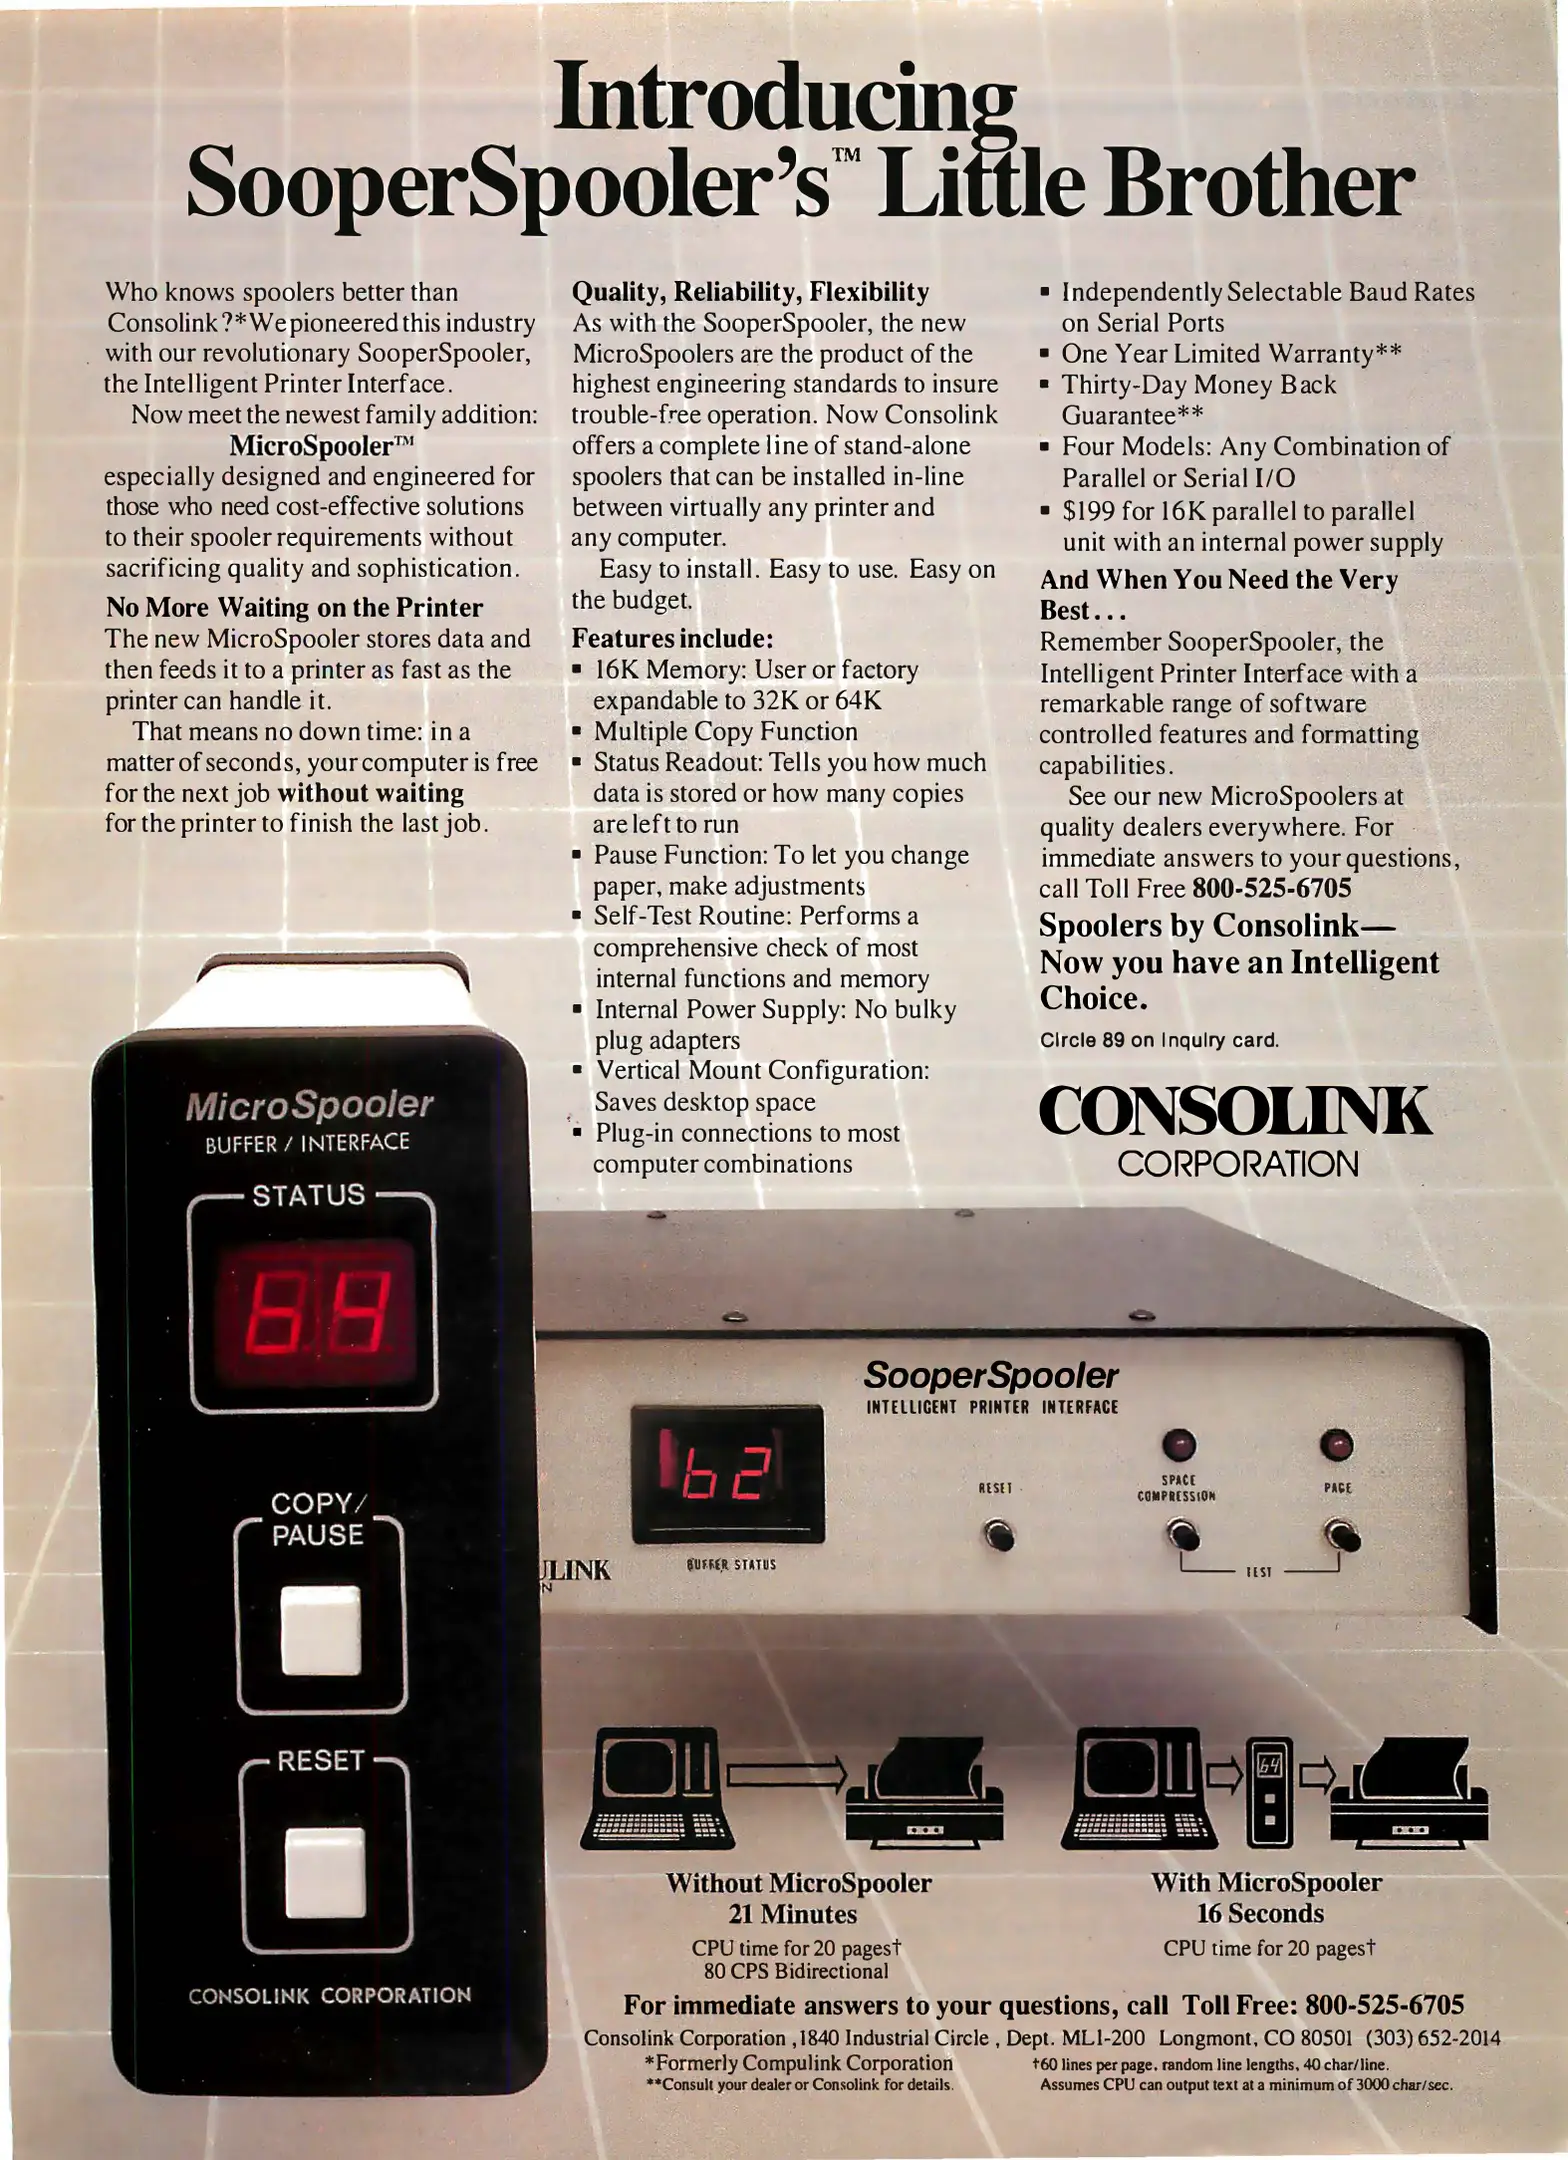 Introducing
SooperSpooler's™ Little Brother
Who knows spoolers better than
Consolink?* We pioneered this industry
with our revolutionary SooperSpooler,
the Intelligent Printer Interface.
Now meet the newest family addition:
MicroSpooler™
especially designed and engineered for
those who need cost-effective solutions
to their spooler requirements without
sacrificing quality and sophistication.
No More Waiting on the Printer
The new MicroSpooler stores data and
then feeds it to a printer as fast as the
printer can handle it.
That means no down time: in a
matter of seconds, your computer is free
for the next job without waiting
for the printer to finish the last job.
Quality, Reliability, Flexibility
As with the SooperSpooler, the new
MicroSpoolers are the product of the
highest engineering standards to insure
trouble-free operation. Now Consolink
offers a complete line of stand-alone
spoolers that can be installed in-line
between virtually any printer and
any computer.
Easy to install. Easy to use. Easy on
the budget.
Features include:
▪ 16K Memory: User or factory
expandable to 32K or 64K
▪ Multiple Copy Function
▪ Status Readout: Tells you how much
data is stored or how many copies
are left to run
▪ Pause Function: To let you change
paper, make adjustments
▪ Self-Test Routine: Performs a
comprehensive check of most
internal functions and memory
▪ Internal Power Supply: No bulky
plug adapters
▪ Vertical Mount Configuration:
Saves desktop space
▪ Plug-in connections to most
computer combinations
▪ Independently Selectable Baud Rates
on Serial Ports
▪ One Year Limited Warranty**
▪ Thirty-Day Money Back
Guarantee**
▪ Four Models: Any Combination of
Parallel or Serial I/O
▪ $199 for 16K parallel to parallel
unit with an internal power supply
And When You Need the Very
Best...
Remember SooperSpooler, the
Intelligent Printer Interface with a
remarkable range of software
controlled features and formatting
capabilities.
See our new MicroSpoolers at
quality dealers everywhere. For
immediate answers to your questions,
call Toll Free 800-525-6705
Spoolers by Consolink—
Now you have an Intelligent
Choice.
Circle 89 on Inquiry card.
CONSOLINK
CORPORATION
MicroSpooler
BUFFER / INTERFACE
STATUS
64
COPY/
PAUSE
RESET
CONSOLINK CORPORATION
SooperSpooler
INTELLIGENT PRINTER INTERFACE
62
BUFFER STATUS
RESET
SPACE
COMPRESSION
PAGE
TEST
LINK
N
64
Without MicroSpooler
21 Minutes
CPU time for 20 pages†
80 CPS Bidirectional
With MicroSpooler
16 Seconds
CPU time for 20 pages†
For immediate answers to your questions, call Toll Free: 800-525-6705
Consolink Corporation , 1840 Industrial Circle , Dept. ML1-200 Longmont, CO 80501 (303) 652-2014
*Formerly Compulink Corporation
**Consult your dealer or Consolink for details.
†60 lines per page, random line lengths, 40 char/line.
Assumes CPU can output text at a minimum of 3000 char/sec.